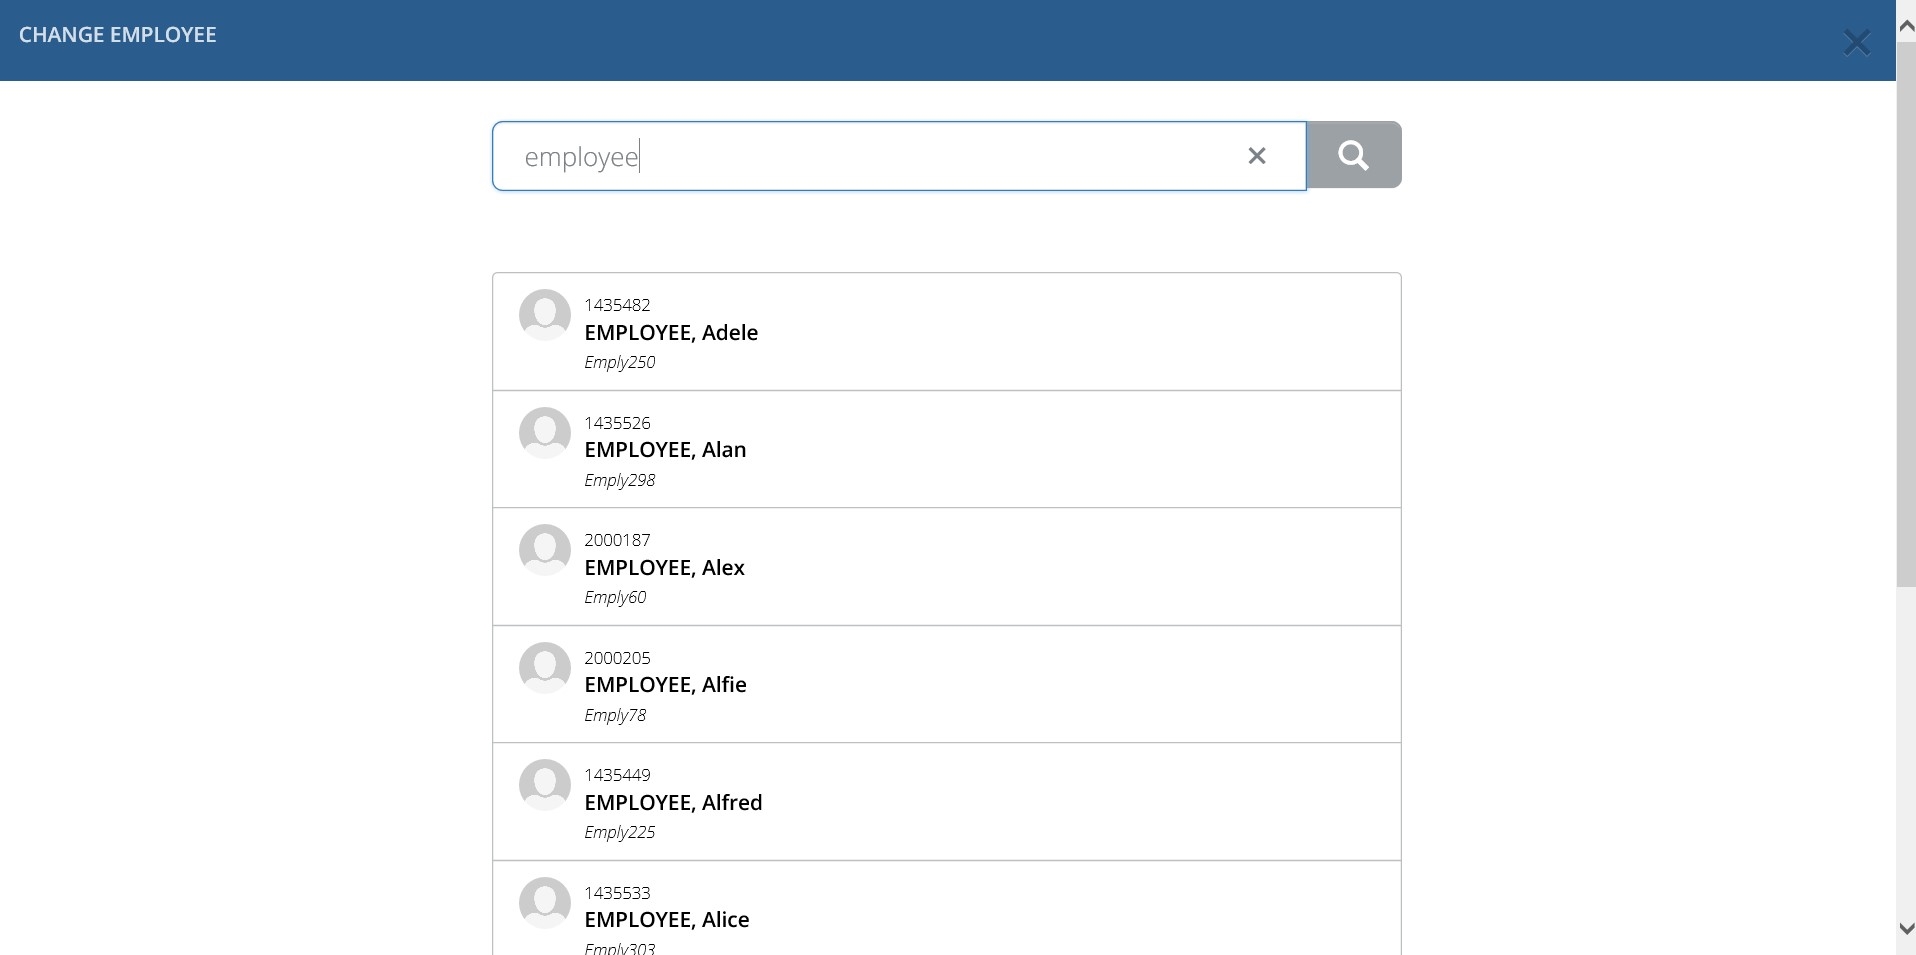 CHANGE EMPLOYEE
employee
1435482
EMPLOYEE, Adele
Emply250
1435526
EMPLOYEE, Alan
Emply298
2000187
EMPLOYEE, Alex
Emply60
2000205
EMPLOYEE, Alfie
Emply78
1435449
EMPLOYEE, Alfred
Emply225
1435533
EMPLOYEE, Alice
Emply303